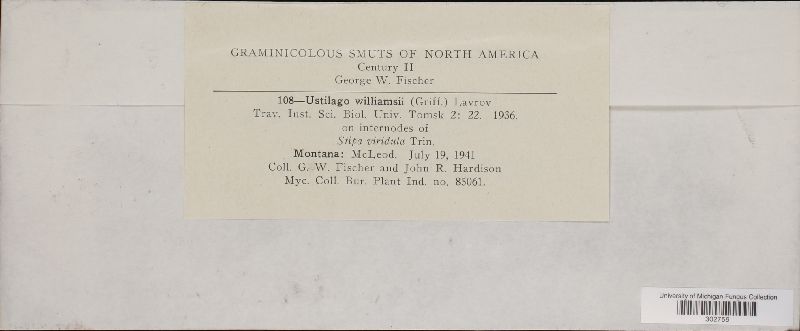 GRAMINICOLOUS SMUTS OF NORTH AMERICA
Century II
George W. Fischer
108—Ustilago williamsii (Griff.) Lavrov
Trav. Inst. Sci. Biol. Univ. Tomsk 2: 22. 1936.
on internodes of
Stipa viridula Trin.
Montana: McLeod. July 19, 1941
Coll. G. W. Fischer and John R. Hardison
Myc. Coll. Bur. Plant Ind. no. 85061.
University of Michigan Fungus Collection
302755